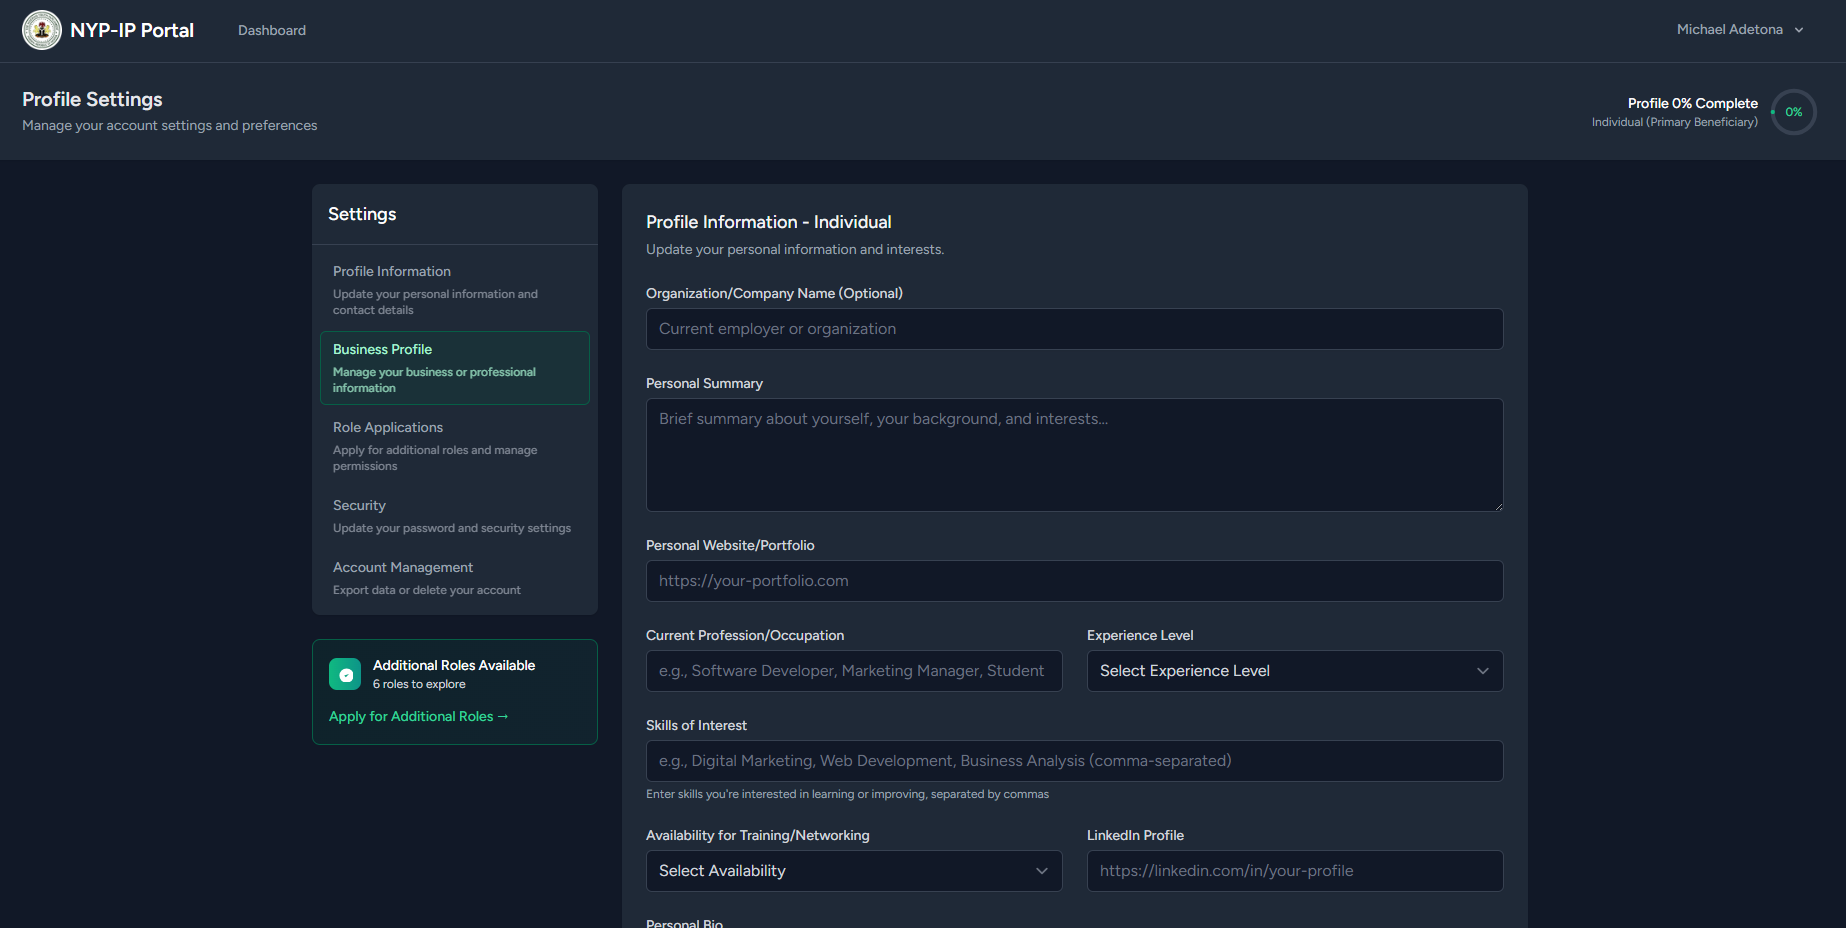 NYP-IP Portal
Dashboard
Michael Adetona
Profile Settings
Manage your account settings and preferences
Profile 0% Complete
Individual (Primary Beneficiary)
0%
Settings
Profile Information
Update your personal information and
contact details
Business Profile
Manage your business or professional
information
Role Applications
Apply for additional roles and manage
permissions
Security
Update your password and security settings
Account Management
Export data or delete your account
Additional Roles Available
6 roles to explore
Apply for Additional Roles →
Profile Information - Individual
Update your personal information and interests.
Organization/Company Name (Optional)
Current employer or organization
Personal Summary
Brief summary about yourself, your background, and interests...
Personal Website/Portfolio
https://your-portfolio.com
Current Profession/Occupation
e.g., Software Developer, Marketing Manager, Student
Experience Level
Select Experience Level
Skills of Interest
e.g., Digital Marketing, Web Development, Business Analysis (comma-separated)
Enter skills you're interested in learning or improving, separated by commas
Availability for Training/Networking
Select Availability
LinkedIn Profile
https://linkedin.com/in/your-profile
Personal Bio